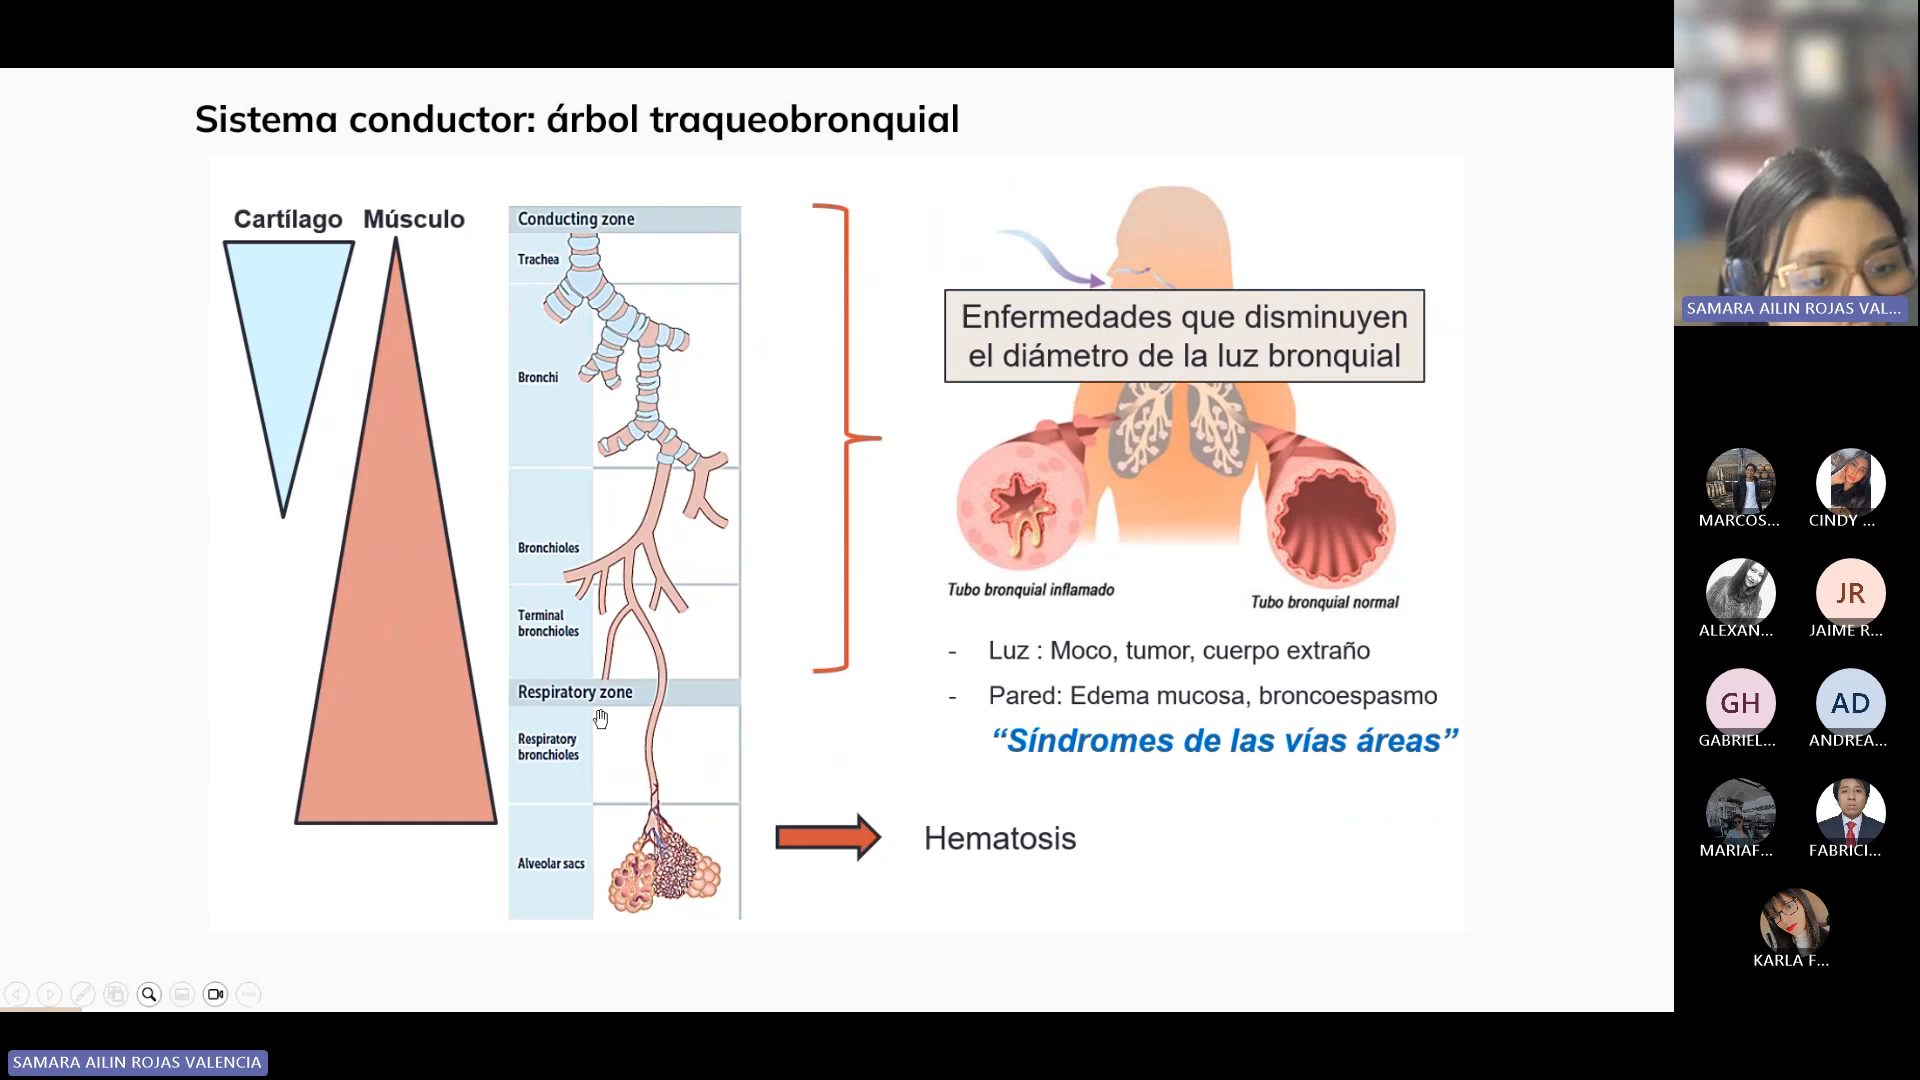 Sistema conductor: árbol traqueobronquial
Cartílago
Músculo
Conducting zone
Trachea
Bronchi
Bronchioles
Terminal
bronchioles
Respiratory zone
Respiratory
bronchioles
Alveolar sacs
Enfermedades que disminuyen
el diámetro de la luz bronquial
Tubo bronquial inflamado
Tubo bronquial normal
- Luz : Moco, tumor, cuerpo extraño
- Pared: Edema mucosa, broncoespasmo
“Síndromes de las vías áreas”
Hematosis
SAMARA AILIN ROJAS VAL...
MARCOS...
CINDY ...
ALEXAN...
JR
JAIME R...
GH
GABRIEL...
AD
ANDREA...
MARIAF...
FABRICI...
KARLA F...
SAMARA AILIN ROJAS VALENCIA